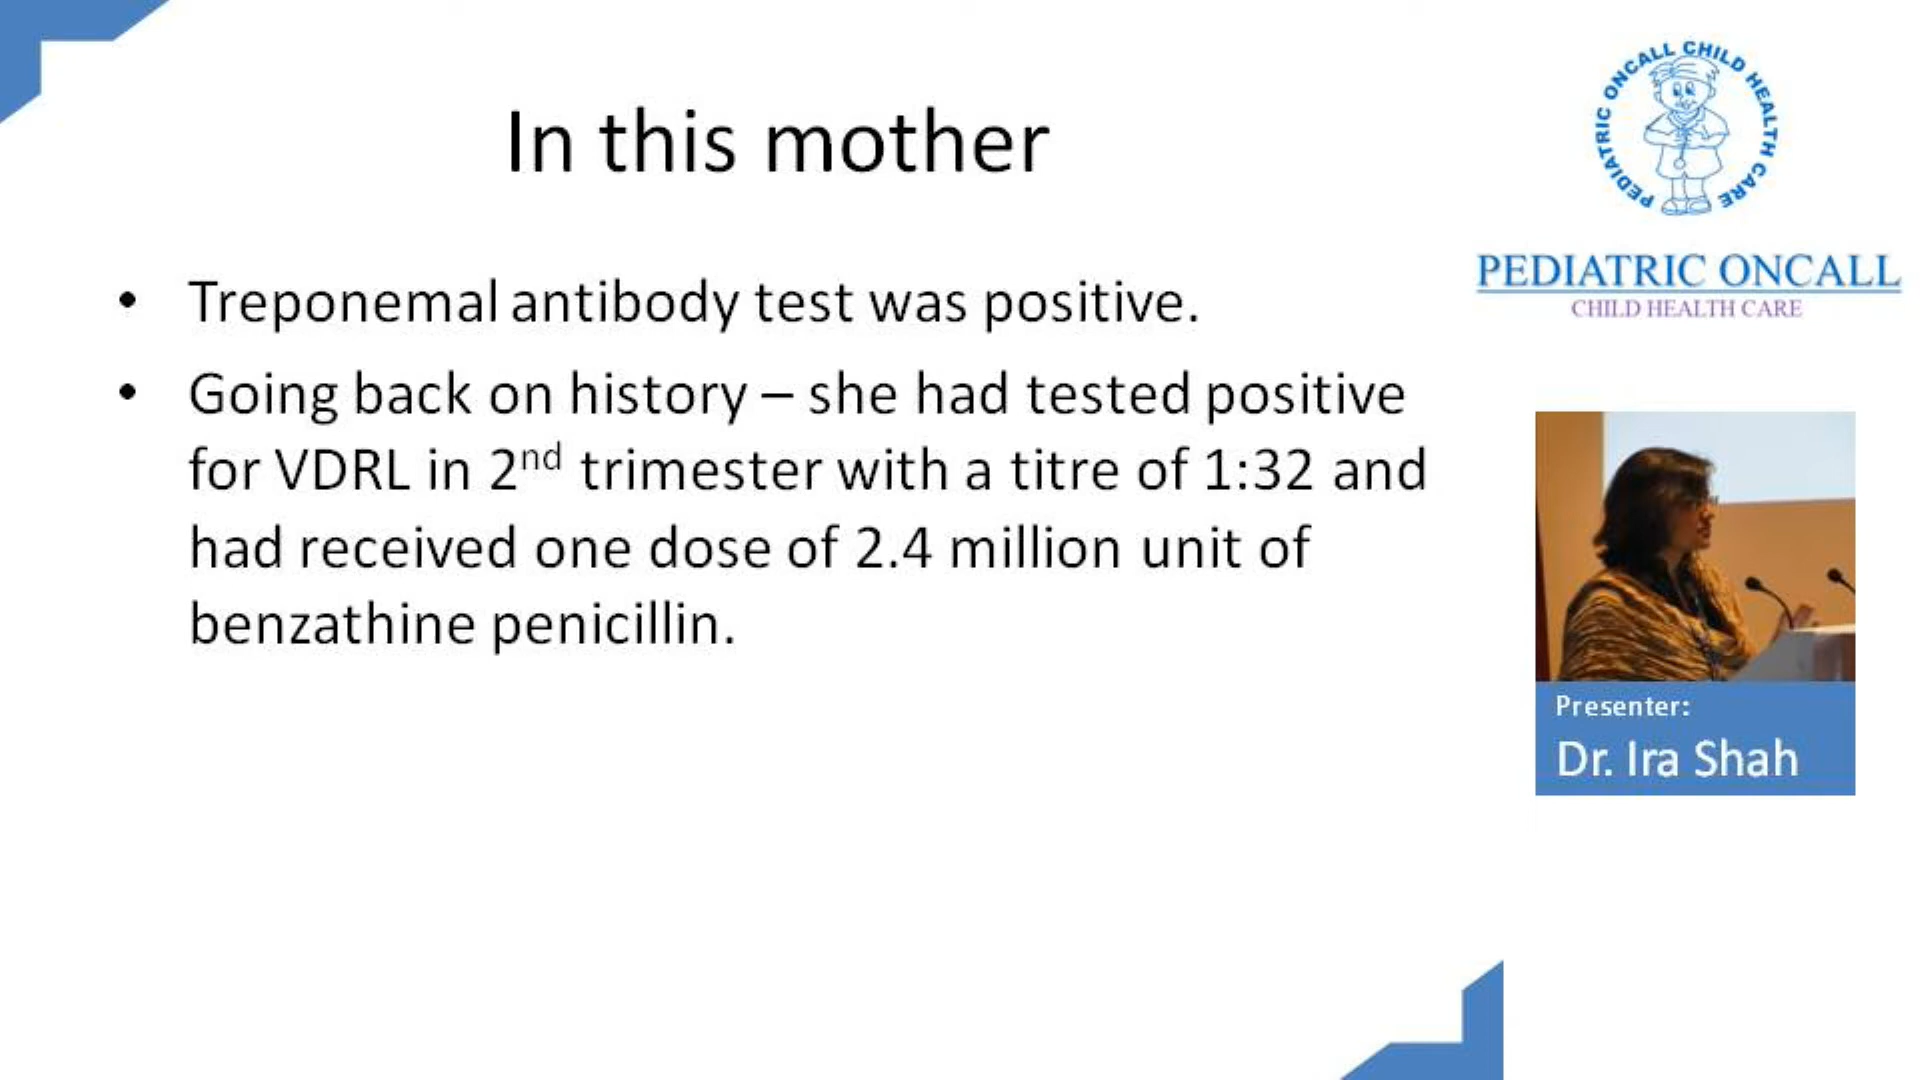 In this mother
• Treponemal antibody test was positive.
• Going back on history – she had tested positive
for VDRL in 2nd trimester with a titre of 1:32 and
had received one dose of 2.4 million unit of
benzathine penicillin.
PEDIATRIC ONCALL CHILD HEALTH CARE
PEDIATRIC ONCALL
CHILD HEALTH CARE
Presenter:
Dr. Ira Shah